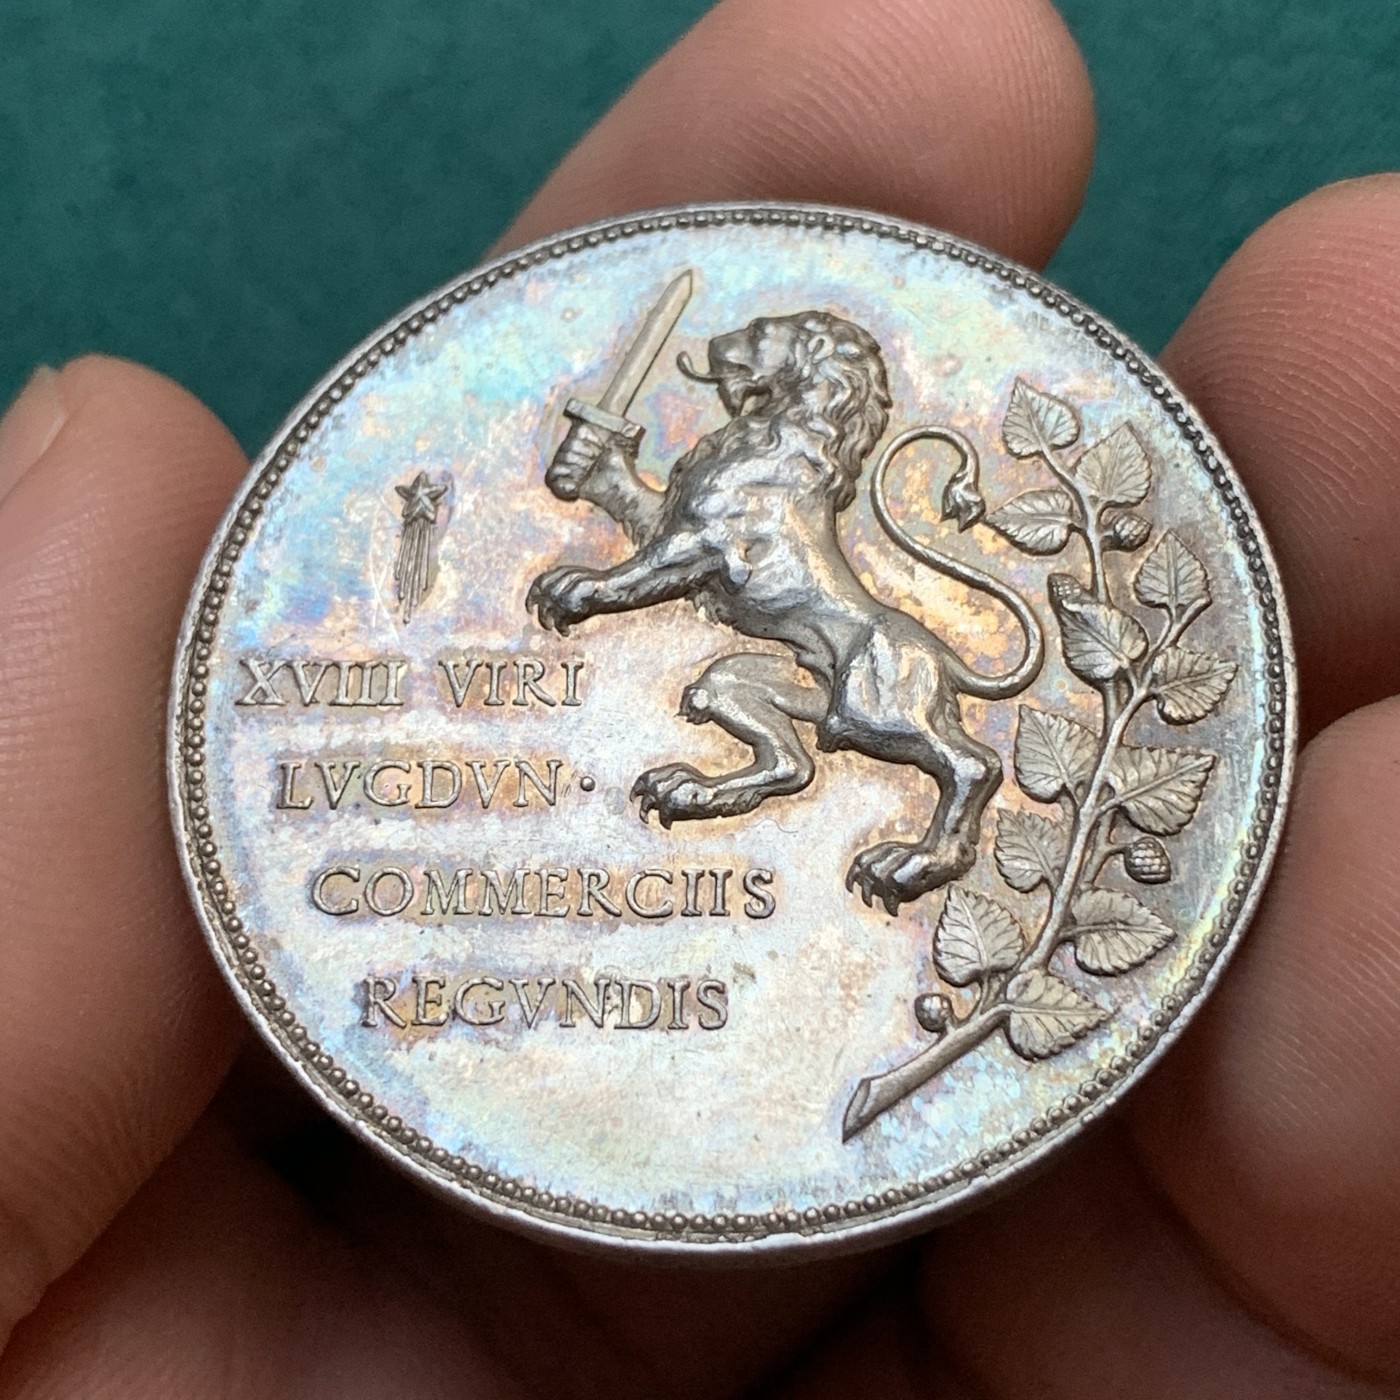 XVIII VIRI
LVGDVN·
COMMERCIIS
REGVNDIS